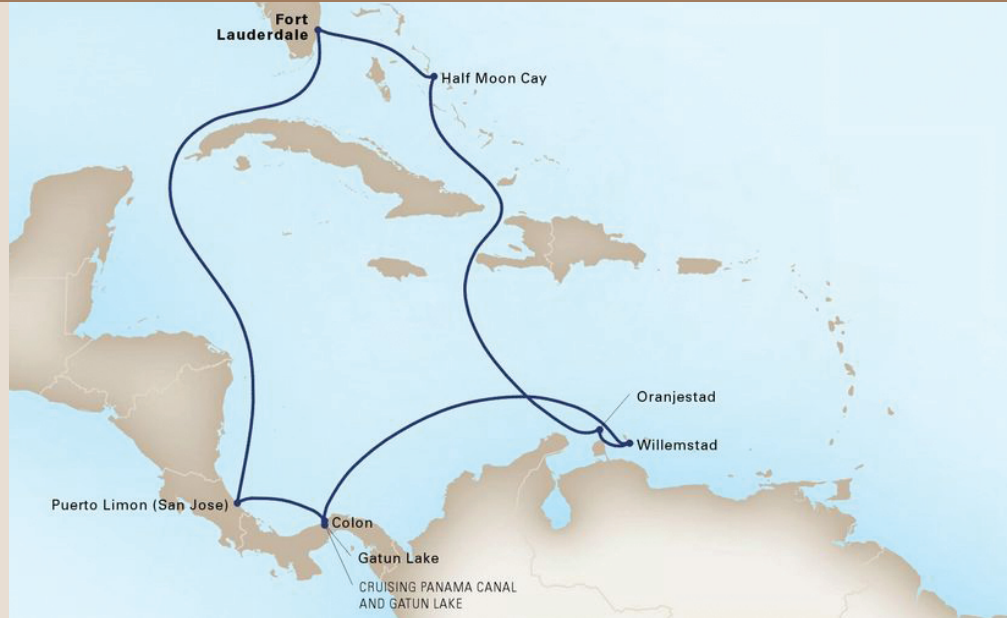 Fort
Lauderdale
Half Moon Cay
Oranjestad
Willemstad
Puerto Limon (San Jose)
Colon
Gatun Lake
CRUISING PANAMA CANAL
AND GATUN LAKE